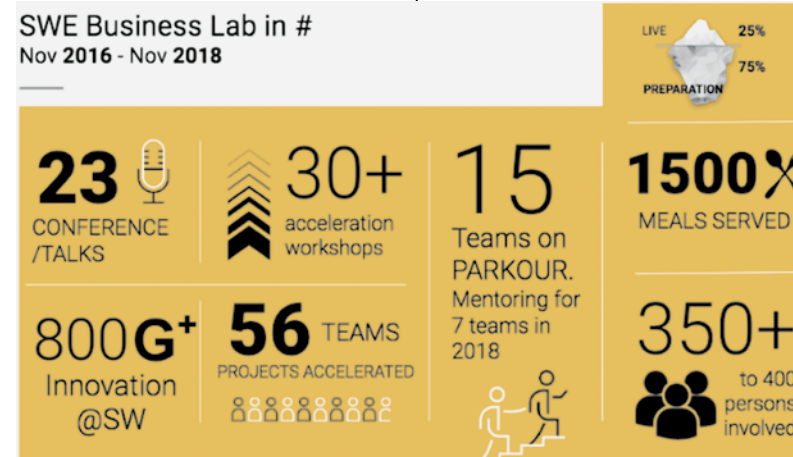 SWE Business Lab in #
Nov 2016 - Nov 2018
LIVE 25%
75%
PREPARATION
23
CONFERENCE
/TALKS
30+
acceleration
workshops
15
Teams on
PARKOUR.
Mentoring for
7 teams in
2018
1500
MEALS SERVED
800G+
Innovation
@SW
56 TEAMS
PROJECTS ACCELERATED
350+
to 400
persons
involved